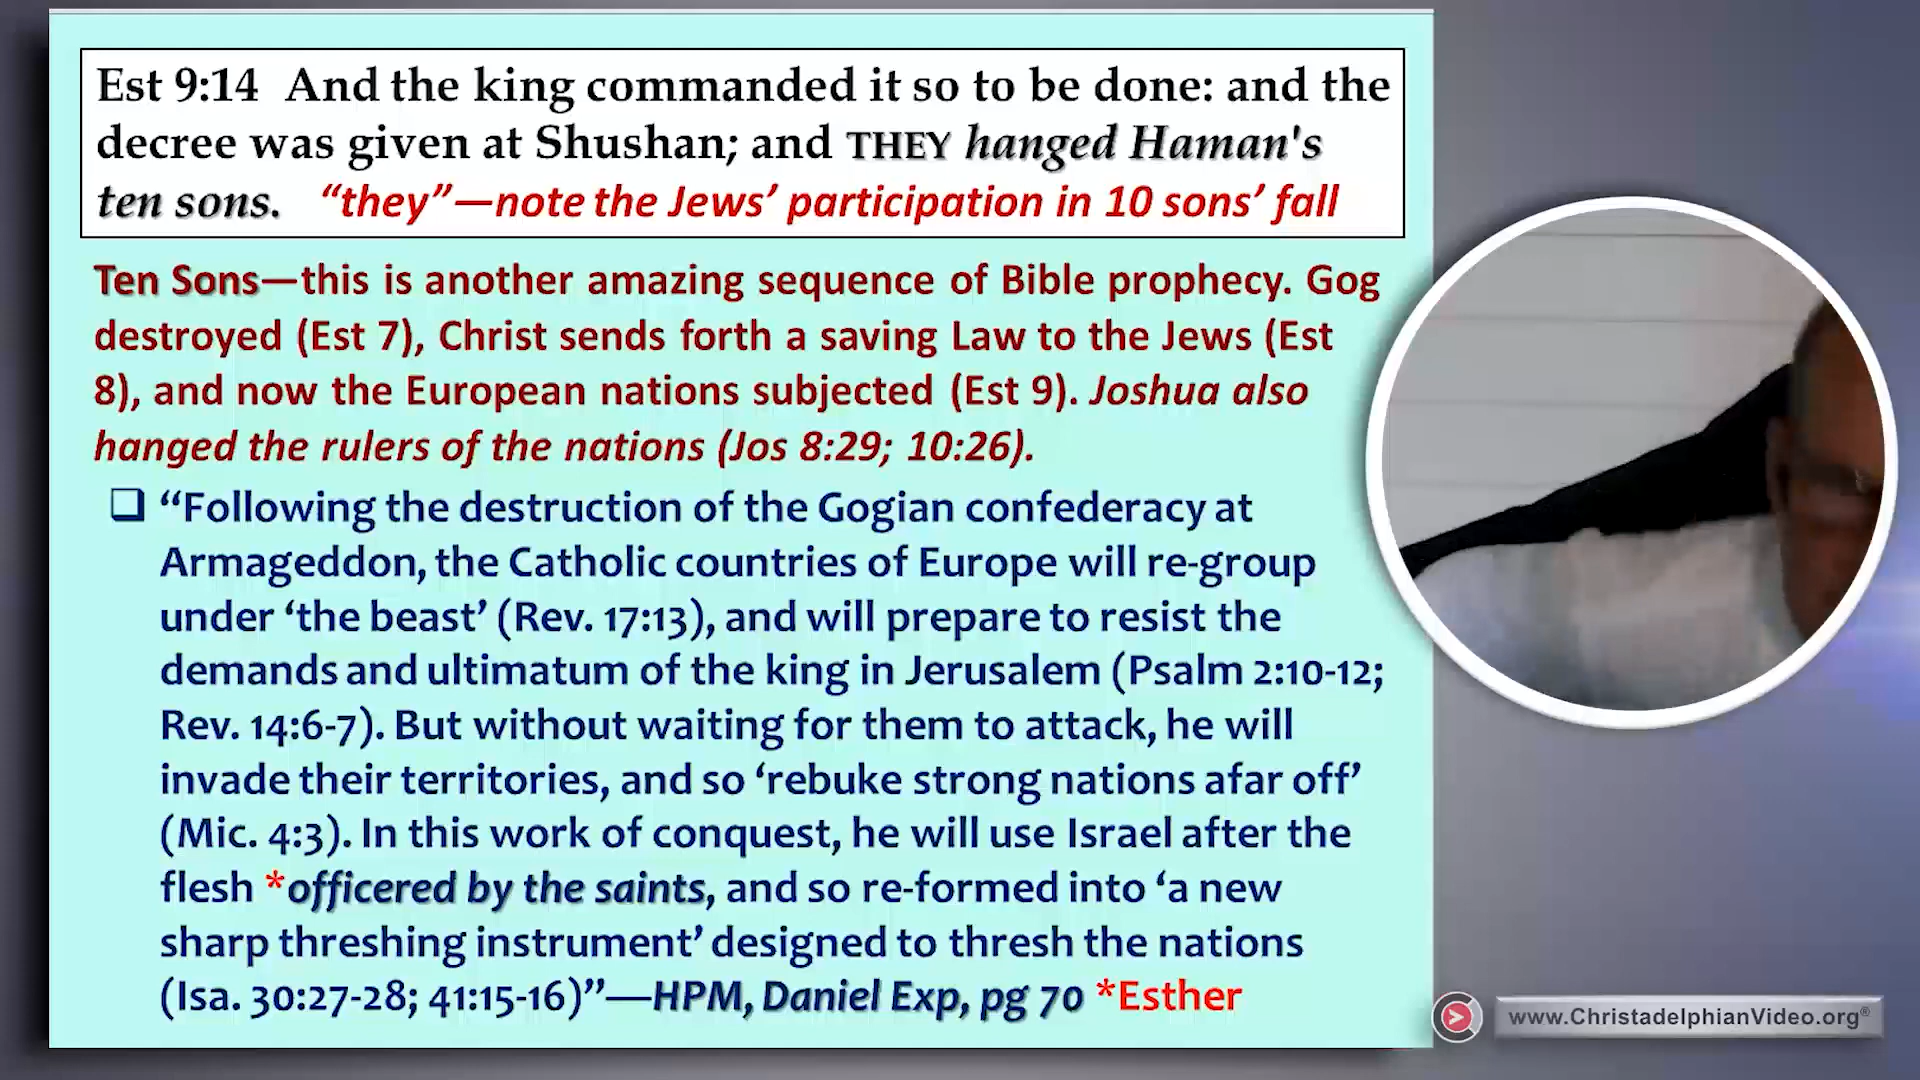 Est 9:14 And the king commanded it so to be done: and the
decree was given at Shushan; and THEY hanged Haman's
ten sons. “they”—note the Jews’ participation in 10 sons’ fall
Ten Sons—this is another amazing sequence of Bible prophecy. Gog
destroyed (Est 7), Christ sends forth a saving Law to the Jews (Est
8), and now the European nations subjected (Est 9). Joshua also
hanged the rulers of the nations (Jos 8:29; 10:26).
❑ “Following the destruction of the Gogian confederacy at
Armageddon, the Catholic countries of Europe will re-group
under ‘the beast’ (Rev. 17:13), and will prepare to resist the
demands and ultimatum of the king in Jerusalem (Psalm 2:10-12;
Rev. 14:6-7). But without waiting for them to attack, he will
invade their territories, and so ‘rebuke strong nations afar off’
(Mic. 4:3). In this work of conquest, he will use Israel after the
flesh *officered by the saints, and so re-formed into ‘a new
sharp threshing instrument’ designed to thresh the nations
(Isa. 30:27-28; 41:15-16)”—HPM, Daniel Exp, pg 70 *Esther
www.ChristadelphianVideo.org®